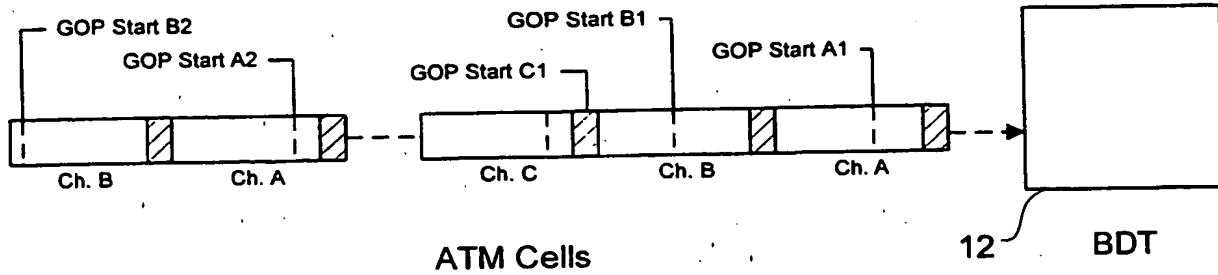 GOP Start B2
GOP Start A2
GOP Start C1
GOP Start B1
GOP Start A1
Ch. B
Ch. A
Ch. C
Ch. B
Ch. A
12
BDT
ATM Cells